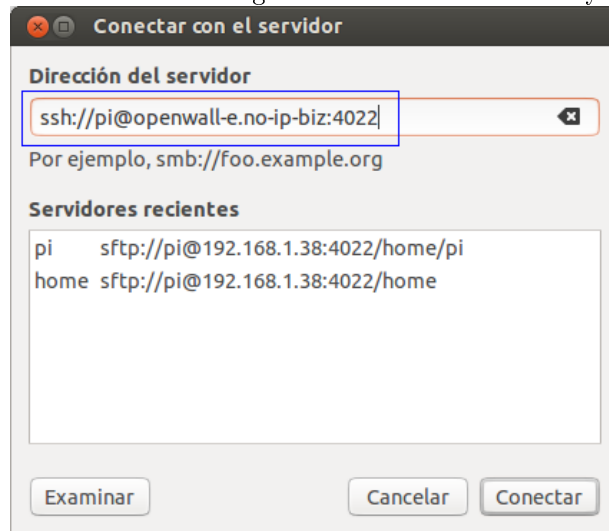 Conectar con el servidor
Dirección del servidor
ssh://pi@openwall-e.no-ip-biz:4022
Por ejemplo, smb://foo.example.org
Servidores recientes
pi sftp://pi@192.168.1.38:4022/home/pi
home sftp://pi@192.168.1.38:4022/home
Examinar Cancelar Conectar